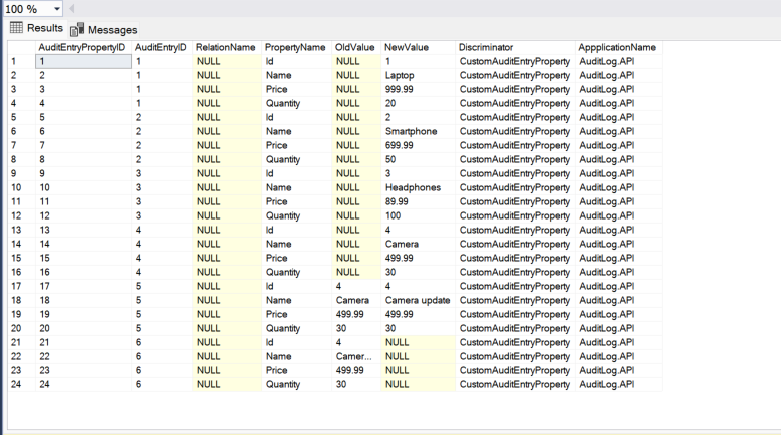 100 %
Results Messages
AuditEntryPropertyID AuditEntryID RelationName PropertyName OldValue NewValue Discriminator AppplicationName
1 1 1 NULL Id NULL 1 CustomAuditEntryProperty AuditLog.API
2 2 1 NULL Name NULL Laptop CustomAuditEntryProperty AuditLog.API
3 3 1 NULL Price NULL 999.99 CustomAuditEntryProperty AuditLog.API
4 4 1 NULL Quantity NULL 20 CustomAuditEntryProperty AuditLog.API
5 5 2 NULL Id NULL 2 CustomAuditEntryProperty AuditLog.API
6 6 2 NULL Name NULL Smartphone CustomAuditEntryProperty AuditLog.API
7 7 2 NULL Price NULL 699.99 CustomAuditEntryProperty AuditLog.API
8 8 2 NULL Quantity NULL 50 CustomAuditEntryProperty AuditLog.API
9 9 3 NULL Id NULL 3 CustomAuditEntryProperty AuditLog.API
10 10 3 NULL Name NULL Headphones CustomAuditEntryProperty AuditLog.API
11 11 3 NULL Price NULL 89.99 CustomAuditEntryProperty AuditLog.API
12 12 3 NULL Quantity NULL 100 CustomAuditEntryProperty AuditLog.API
13 13 4 NULL Id NULL 4 CustomAuditEntryProperty AuditLog.API
14 14 4 NULL Name NULL Camera CustomAuditEntryProperty AuditLog.API
15 15 4 NULL Price NULL 499.99 CustomAuditEntryProperty AuditLog.API
16 16 4 NULL Quantity NULL 30 CustomAuditEntryProperty AuditLog.API
17 17 5 NULL Id 4 4 CustomAuditEntryProperty AuditLog.API
18 18 5 NULL Name Camera Camera update CustomAuditEntryProperty AuditLog.API
19 19 5 NULL Price 499.99 499.99 CustomAuditEntryProperty AuditLog.API
20 20 5 NULL Quantity 30 30 CustomAuditEntryProperty AuditLog.API
21 21 6 NULL Id 4 NULL CustomAuditEntryProperty AuditLog.API
22 22 6 NULL Name Camer... NULL CustomAuditEntryProperty AuditLog.API
23 23 6 NULL Price 499.99 NULL CustomAuditEntryProperty AuditLog.API
24 24 6 NULL Quantity 30 NULL CustomAuditEntryProperty AuditLog.API